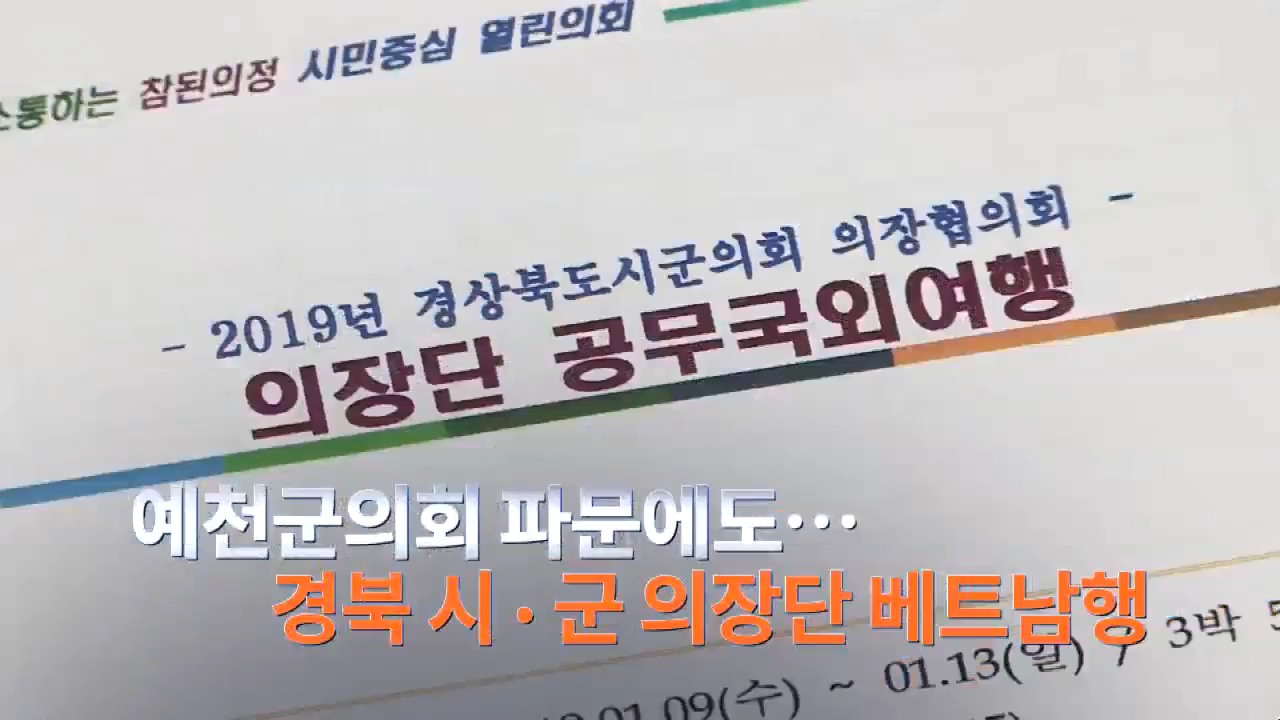 소통하는 참된의정 시민중심 열린의회
- 2019년 경상북도시군의회 의장협의회 -
의장단 공무국외여행
예천군의회 파문에도…
경북 시·군 의장단 베트남행
01.09(수) ~ 01.13(일) / 3박